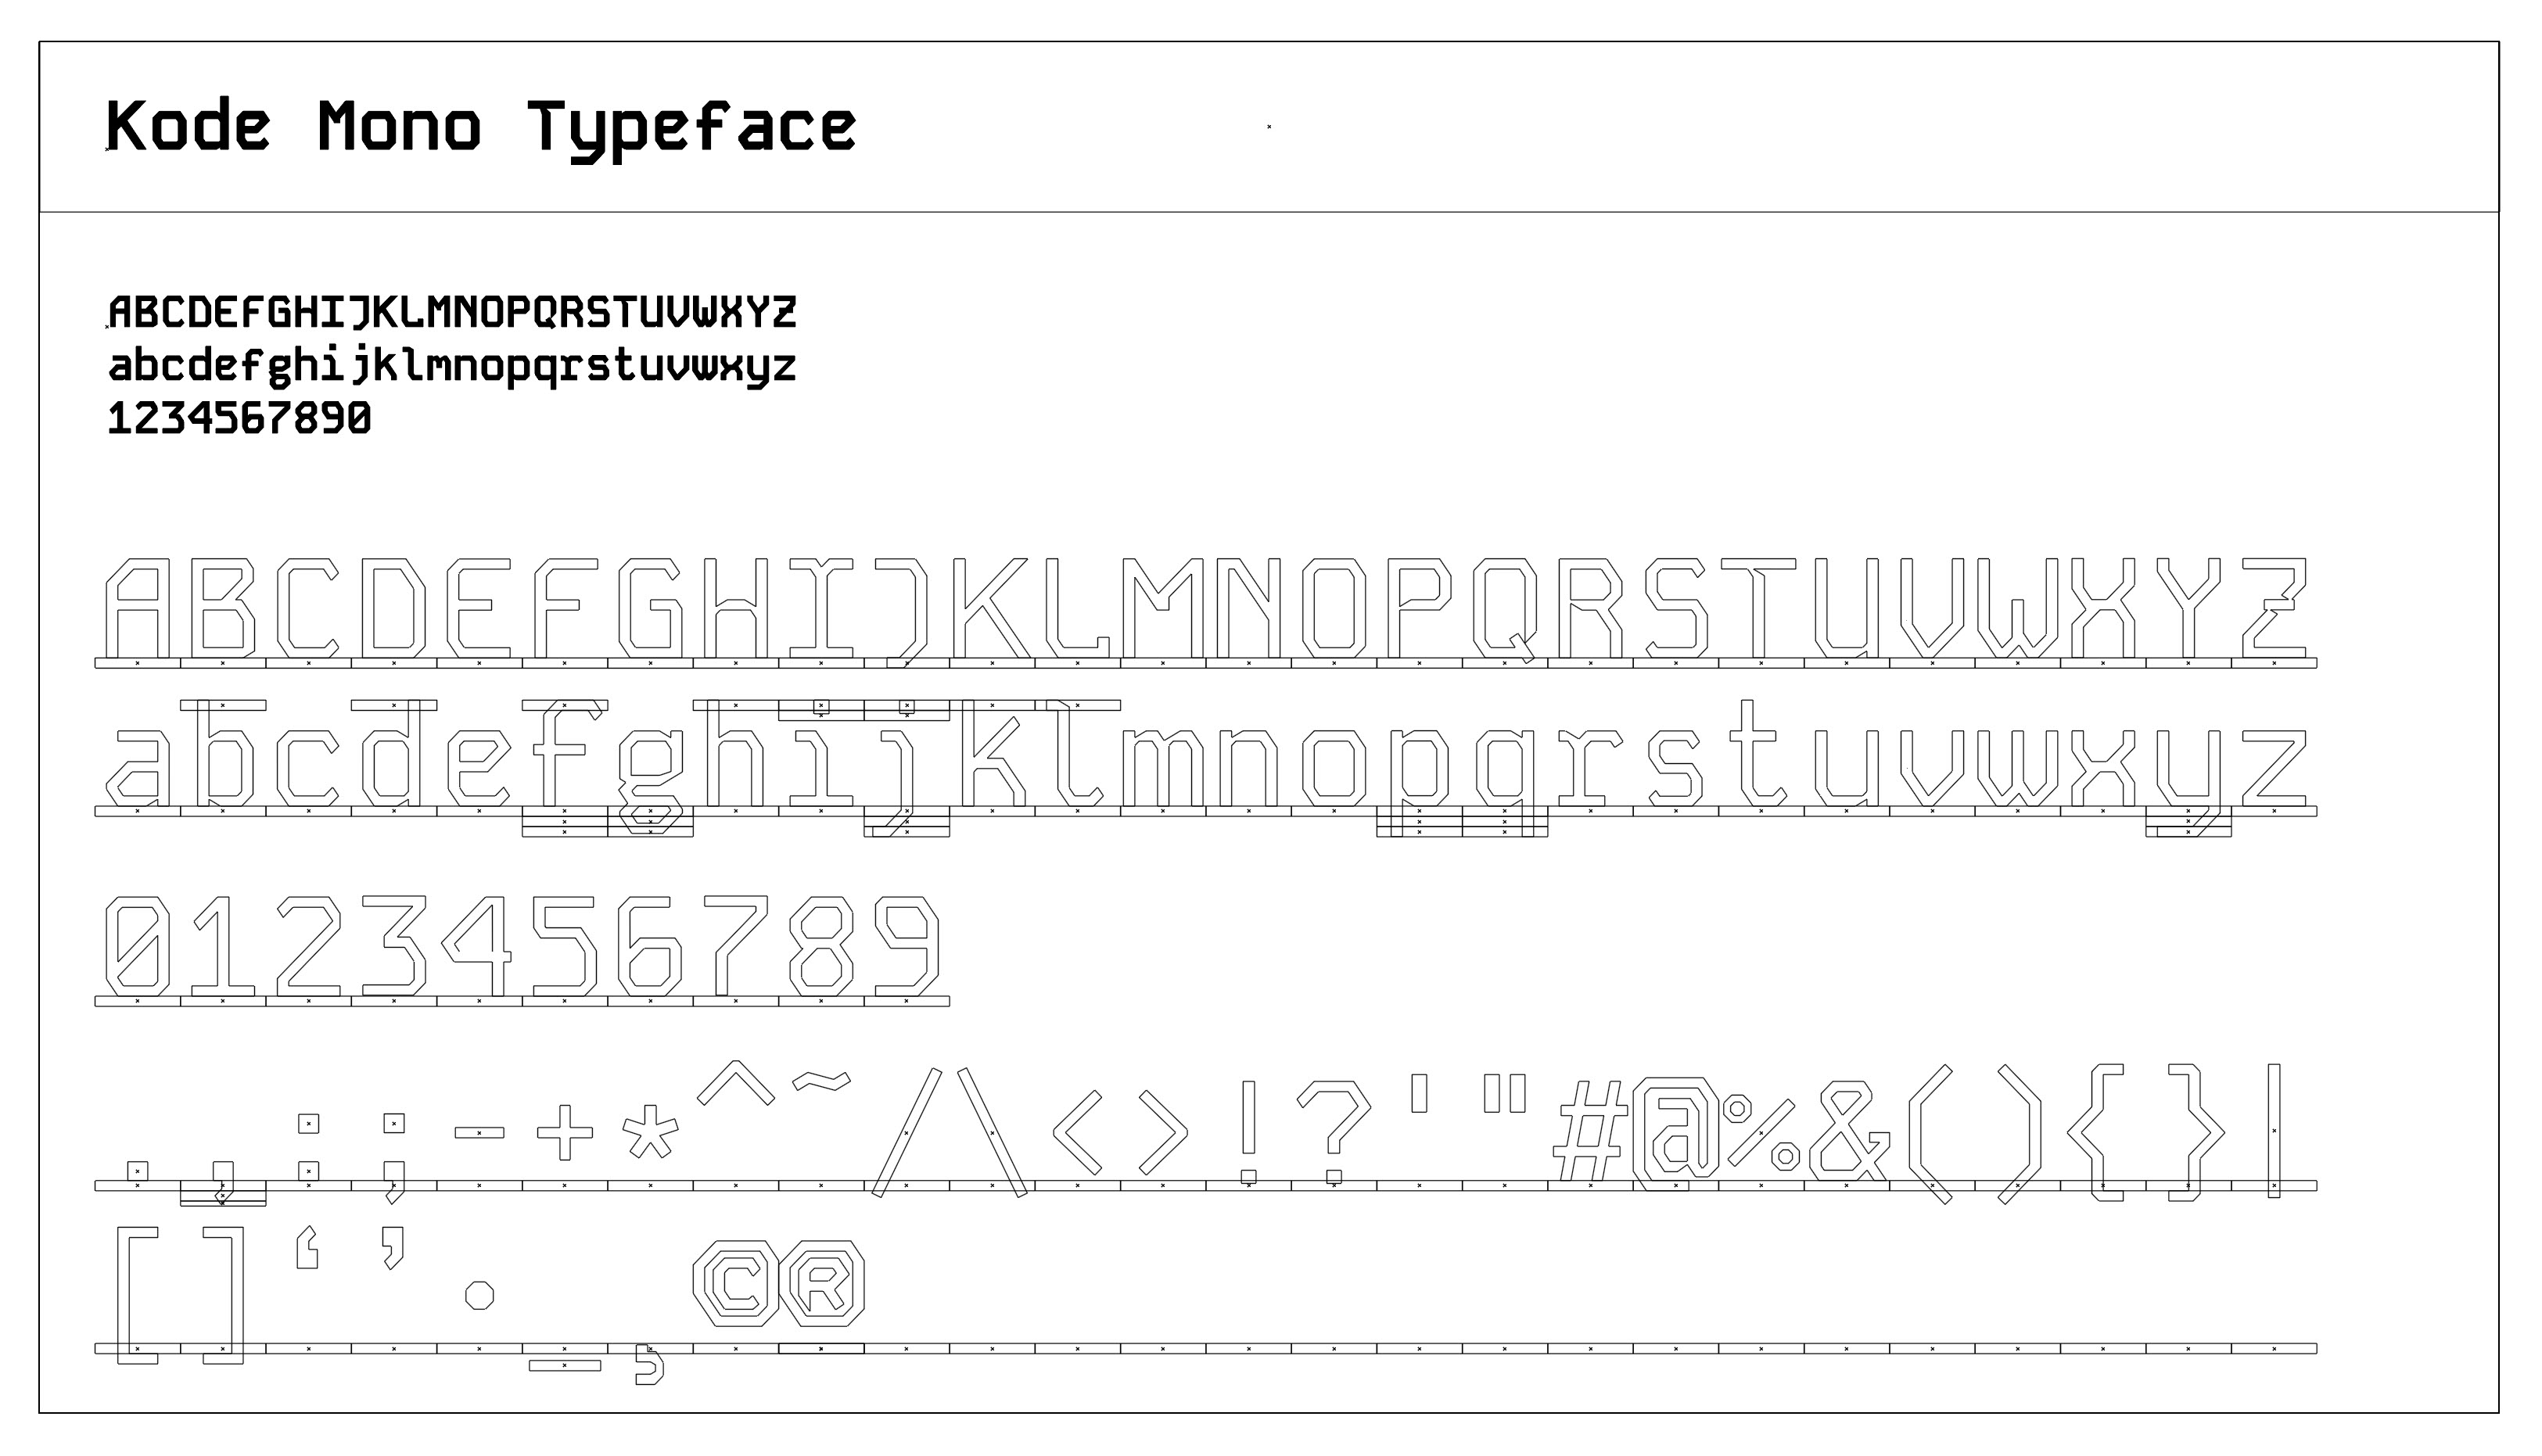 Kode Mono Typeface
ABCDEFGHIJKLMNOPQRSTUVWXYZ
abcdefghijklmnopqrstuvwxyz
1234567890
ABCDEFGHIJKLMNOPQRSTUVWXYZ
abcdefghijklmnopqrstuvwxyz
0123456789
. , : ; - + * ^ ~ / \ < > ! ? ' " # @ % & ( ) { } |
[ ] ‘ ’ · _ ¸ © ®